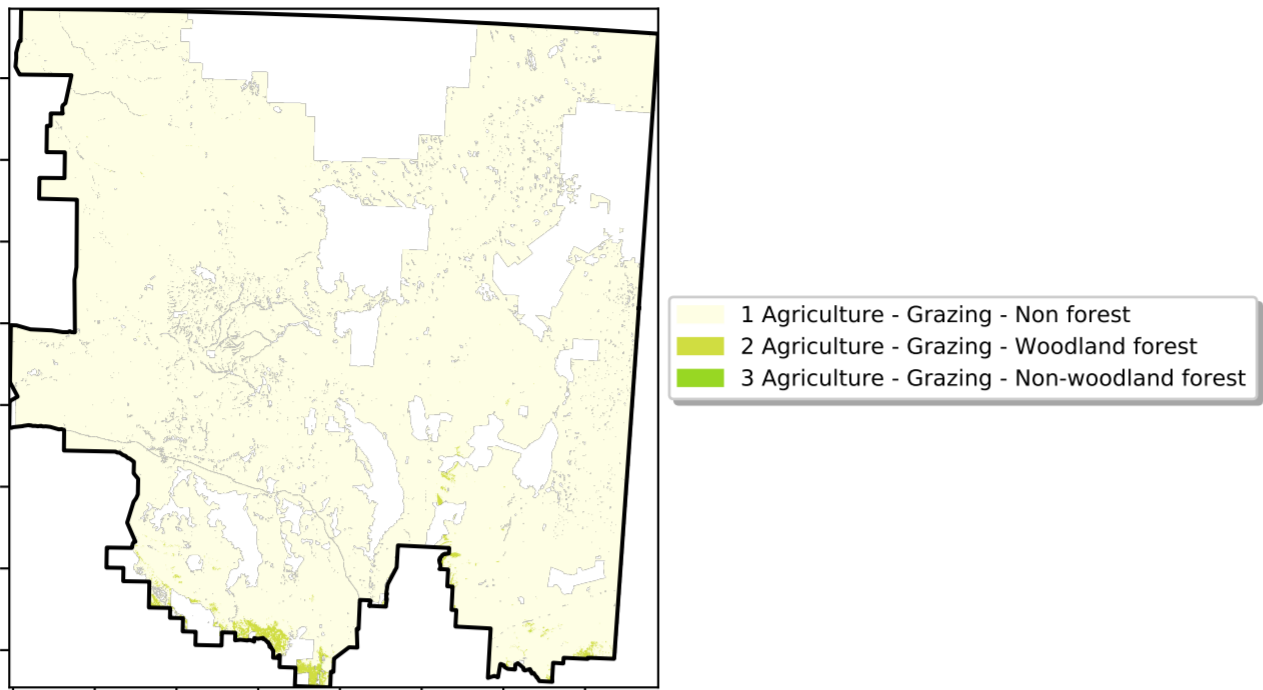 1 Agriculture - Grazing - Non forest
2 Agriculture - Grazing - Woodland forest
3 Agriculture - Grazing - Non-woodland forest